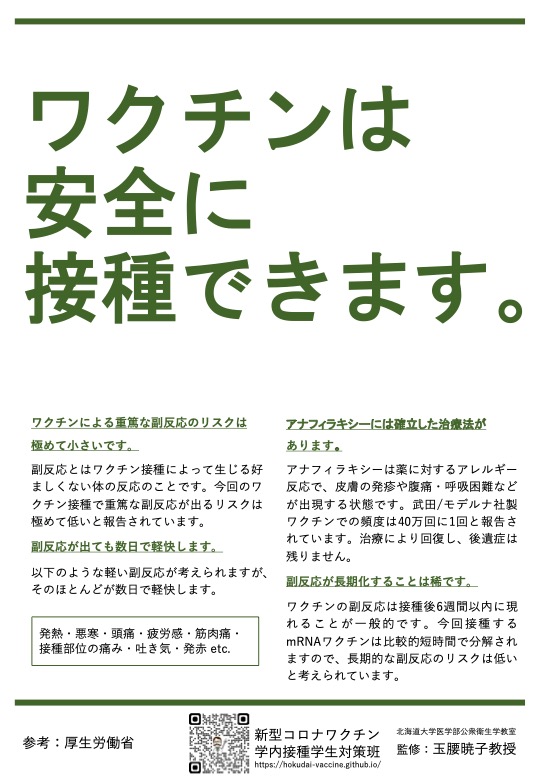 ワクチンは
安全に
接種できます。
ワクチンによる重篤な副反応のリスクは
極めて小さいです。
副反応とはワクチン接種によって生じる好
ましくない体の反応のことです。今回のワ
クチン接種で重篤な副反応が出るリスクは
極めて低いと報告されています。
副反応が出ても数日で軽快します。
以下のような軽い副反応が考えられますが、
そのほとんどが数日で軽快します。
発熱・悪寒・頭痛・疲労感・筋肉痛・
接種部位の痛み・吐き気・発赤 etc.
アナフィラキシーには確立した治療法が
あります。
アナフィラキシーは薬に対するアレルギー
反応で、皮膚の発疹や腹痛・呼吸困難など
が出現する状態です。武田/モデルナ社製
ワクチンでの頻度は40万回に1回と報告さ
れています。治療により回復し、後遺症は
残りません。
副反応が長期化することは稀です。
ワクチンの副反応は接種後6週間以内に現
れることが一般的です。今回接種する
mRNAワクチンは比較的短時間で分解され
ますので、長期的な副反応のリスクは低い
と考えられています。
参考：厚生労働省
新型コロナワクチン
学内接種学生対策班
https://hokudai-vaccine.github.io/
北海道大学医学部公衆衛生学教室
監修：玉腰暁子教授